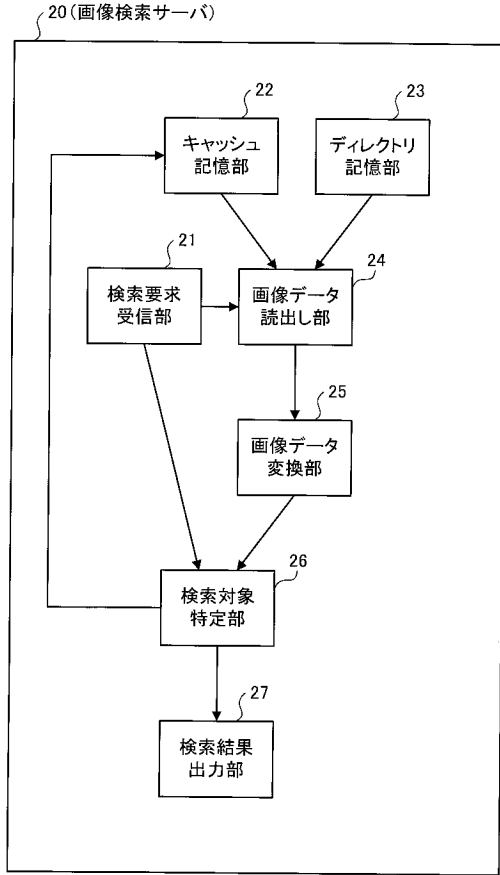 20(画像検索サーバ)
22
キャッシュ
記憶部
23
ディレクトリ
記憶部
21
検索要求
受信部
24
画像データ
読出し部
25
画像データ
変換部
26
検索対象
特定部
27
検索結果
出力部